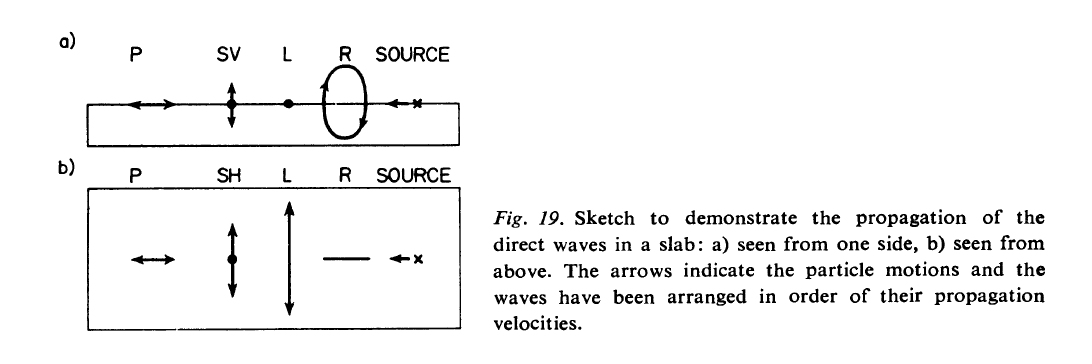 a)
P SV L R SOURCE
b)
P SH L R SOURCE
Fig. 19. Sketch to demonstrate the propagation of the
direct waves in a slab: a) seen from one side, b) seen from
above. The arrows indicate the particle motions and the
waves have been arranged in order of their propagation
velocities.